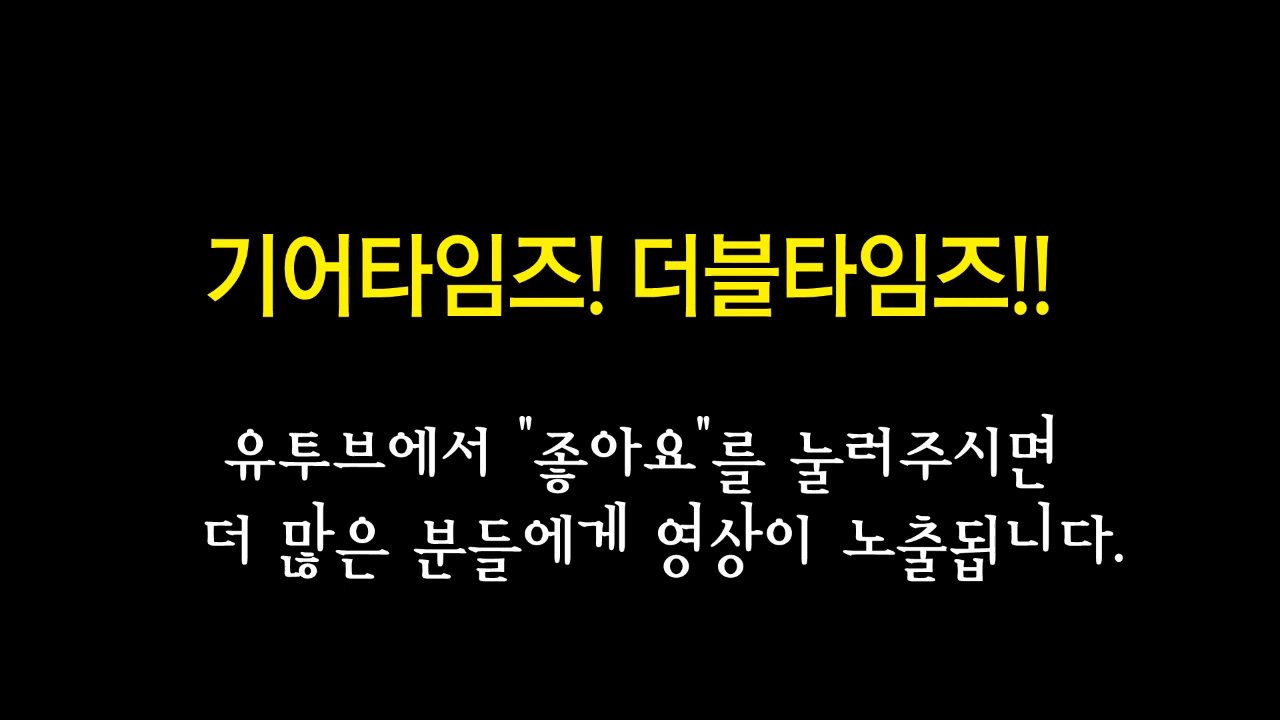 기어타임즈! 더블타임즈!!
유투브에서 "좋아요"를 눌러주시면
더 많은 분들에게 영상이 노출됩니다.